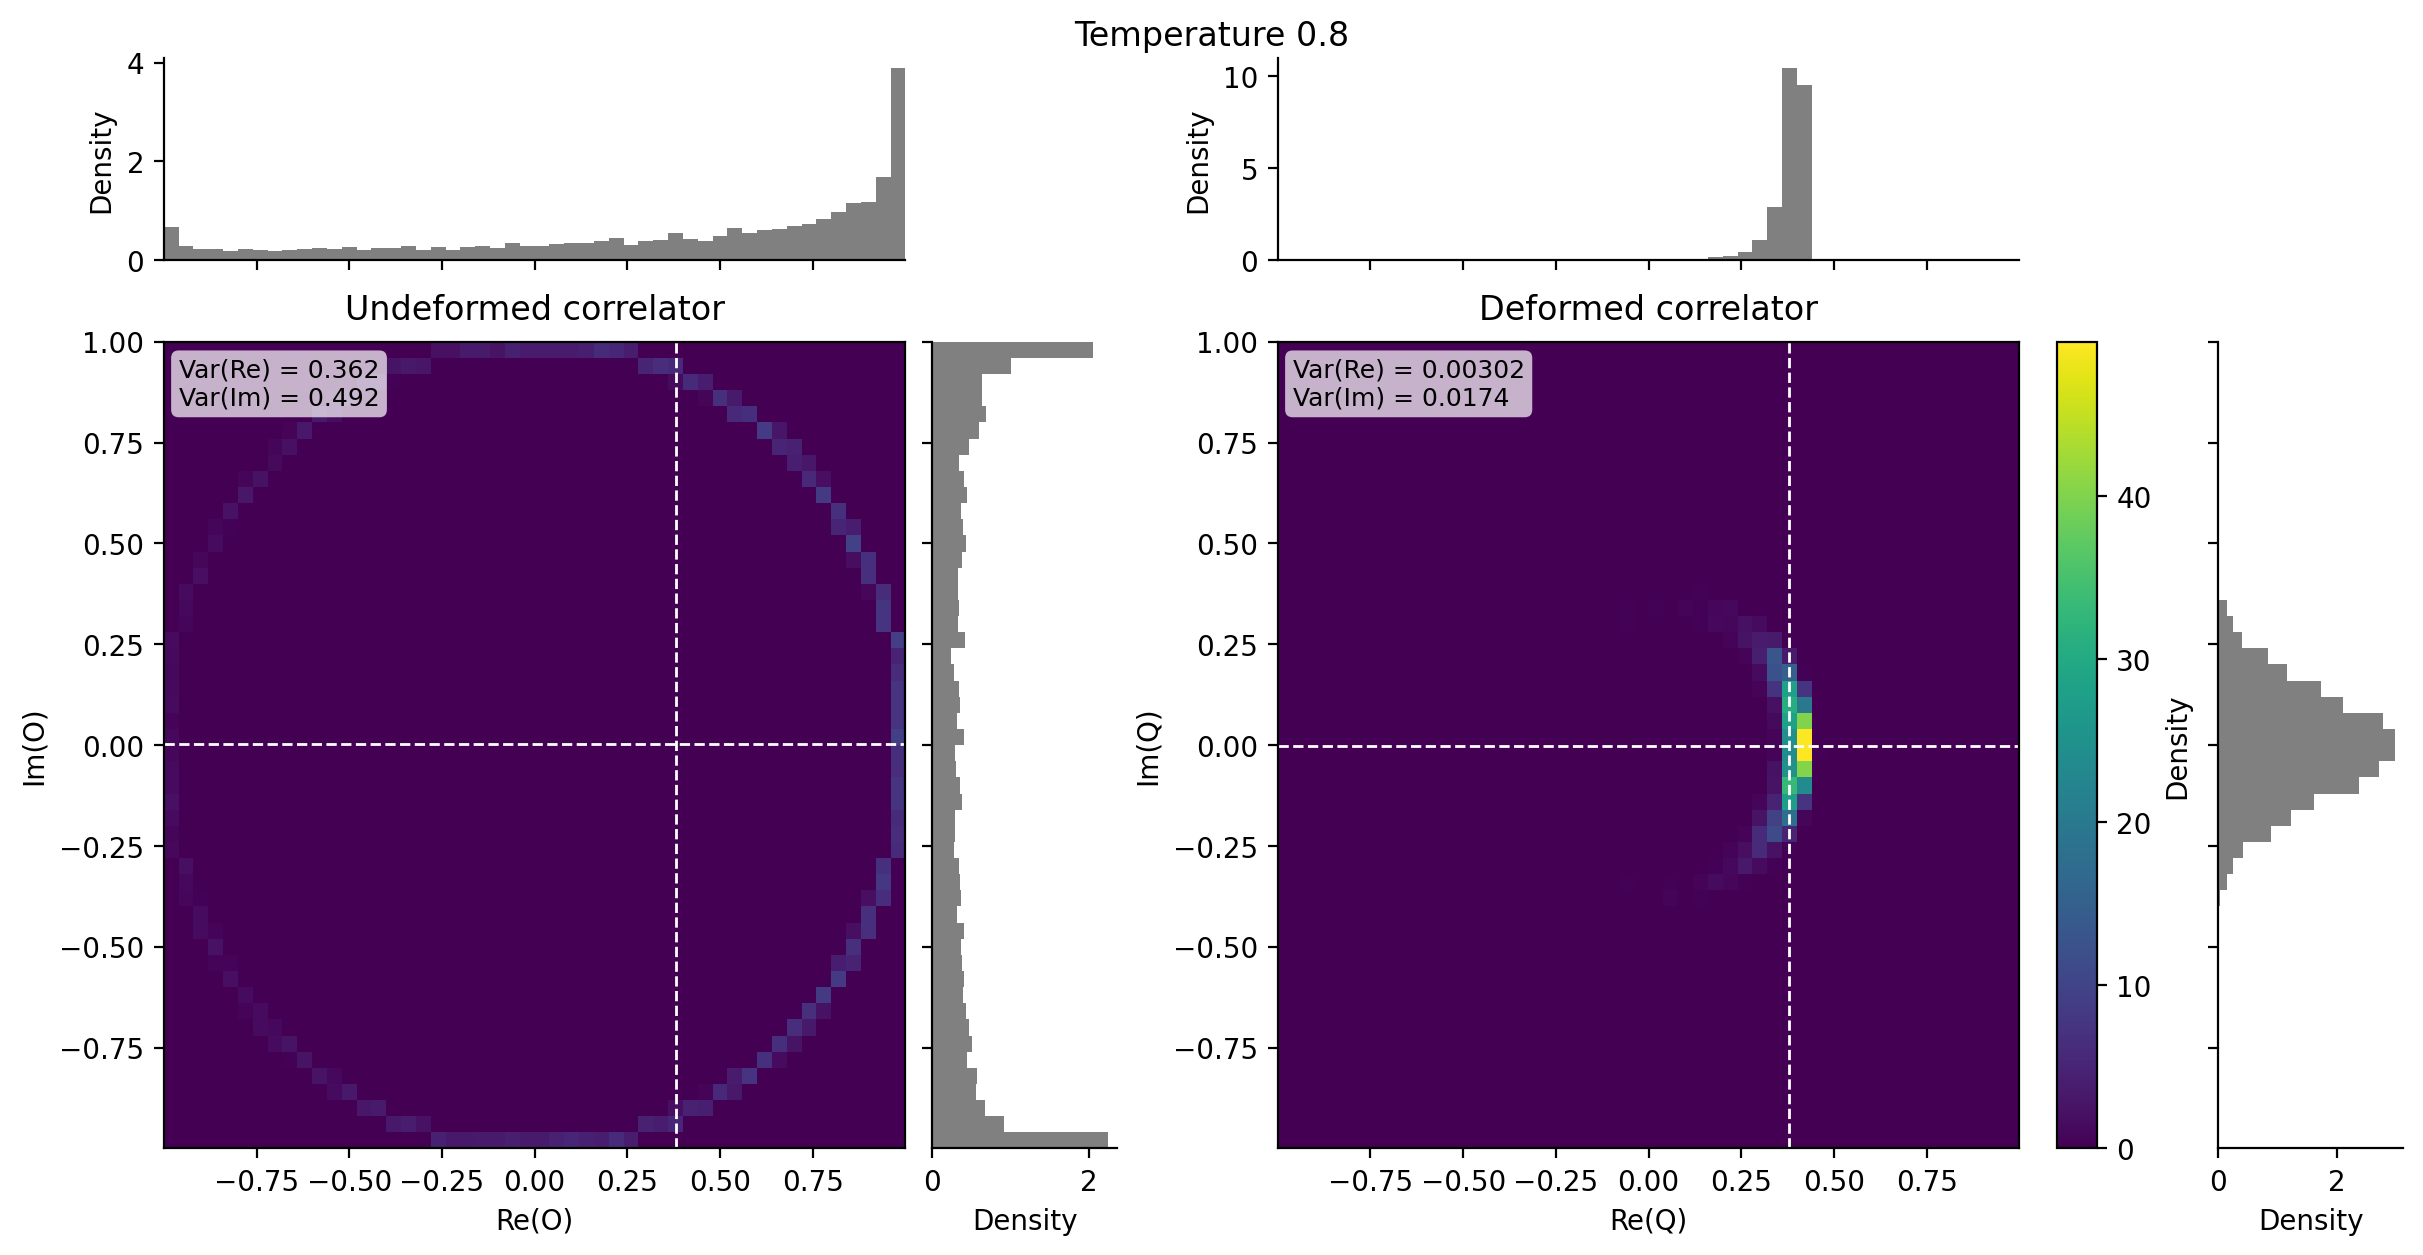 Temperature 0.8
Density
4
2
0
Density
10
5
0
Undeformed correlator
Var(Re) = 0.362
Var(Im) = 0.492
Im(O)
1.00
0.75
0.50
0.25
0.00
−0.25
−0.50
−0.75
−0.75 −0.50 −0.25 0.00 0.25 0.50 0.75
Re(O)
0 2
Density
Deformed correlator
Var(Re) = 0.00302
Var(Im) = 0.0174
Im(Q)
1.00
0.75
0.50
0.25
0.00
−0.25
−0.50
−0.75
−0.75 −0.50 −0.25 0.00 0.25 0.50 0.75
Re(Q)
40
30
20
10
0
Density
0 2
Density